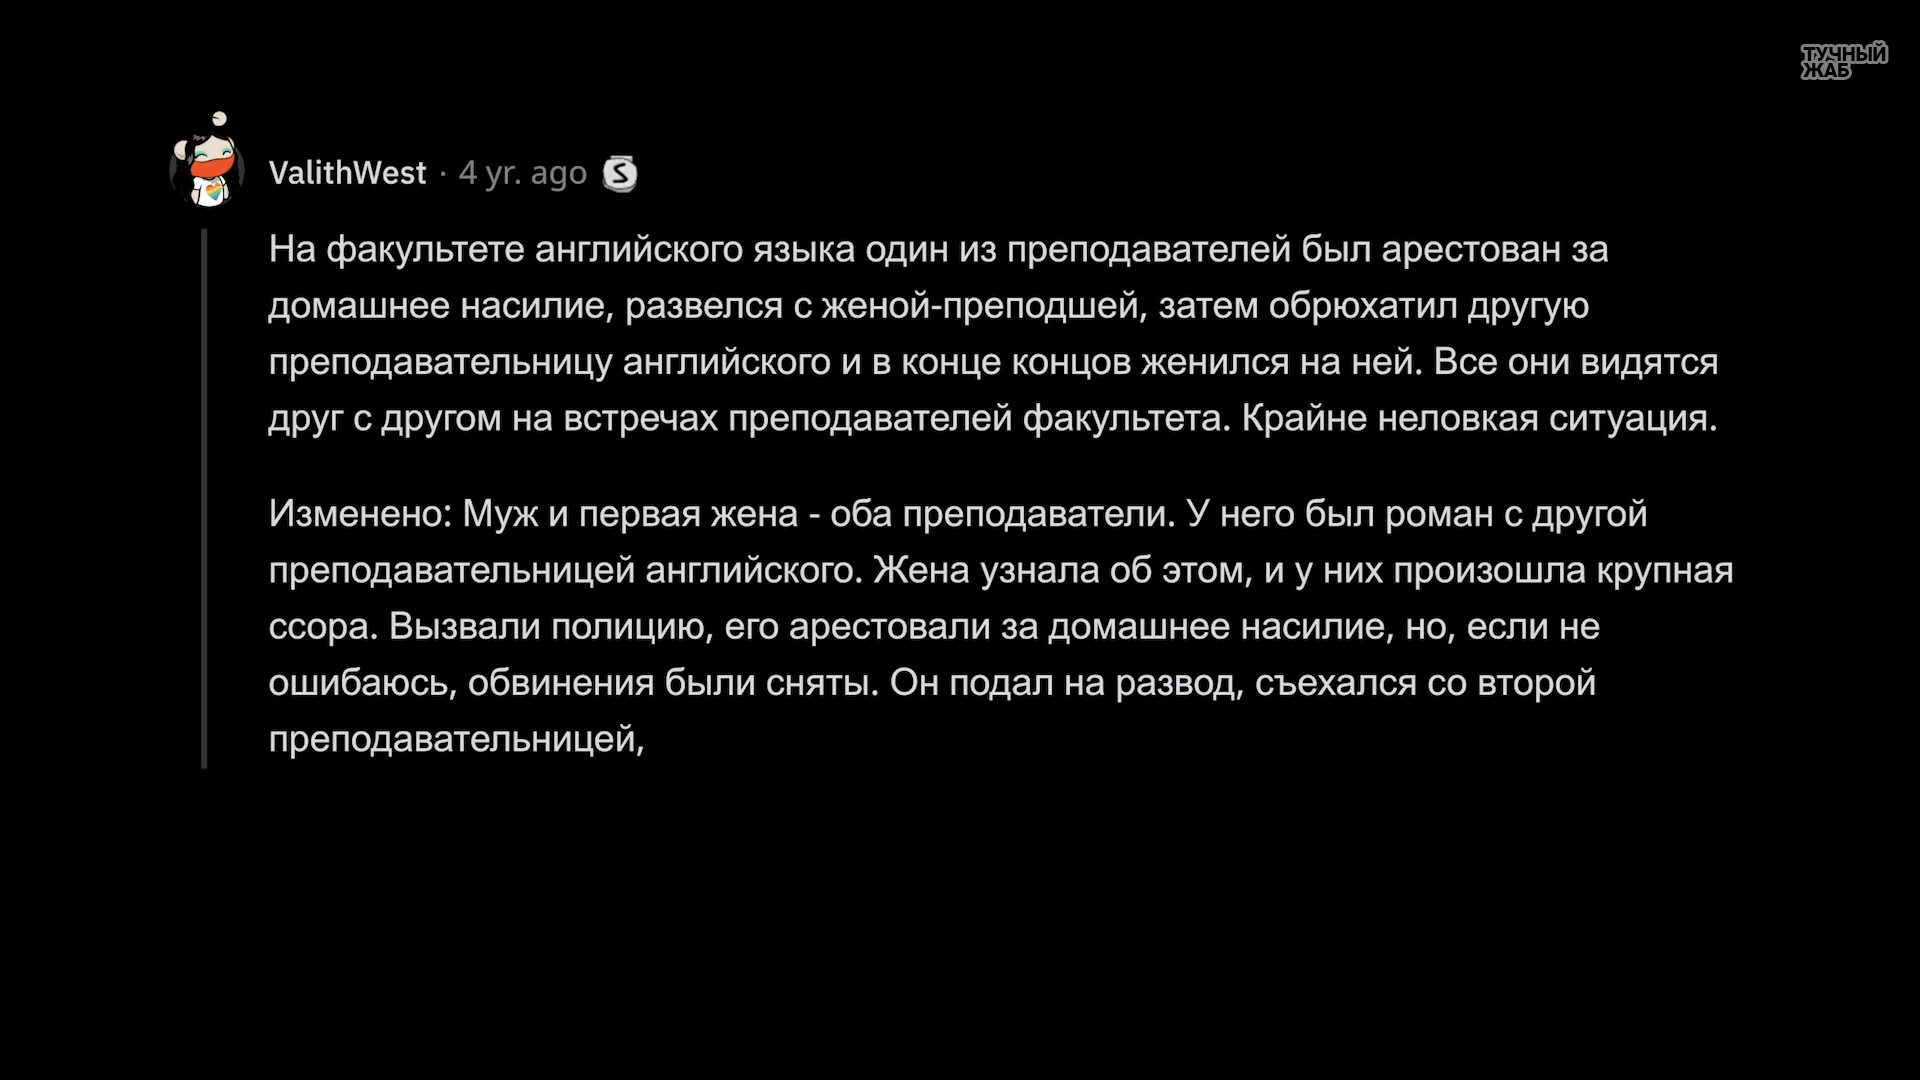 ТУЧНЫЙ
ЖАБ
ValithWest · 4 yr. ago S
На факультете английского языка один из преподавателей был арестован за
домашнее насилие, развелся с женой-преподшей, затем обрюхатил другую
преподавательницу английского и в конце концов женился на ней. Все они видятся
друг с другом на встречах преподавателей факультета. Крайне неловкая ситуация.
Изменено: Муж и первая жена - оба преподаватели. У него был роман с другой
преподавательницей английского. Жена узнала об этом, и у них произошла крупная
ссора. Вызвали полицию, его арестовали за домашнее насилие, но, если не
ошибаюсь, обвинения были сняты. Он подал на развод, съехался со второй
преподавательницей,